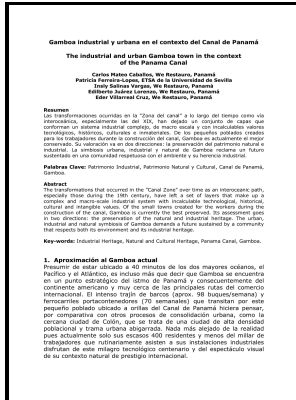 Gamboa industrial y urbana en el contexto del Canal de Panamá
The industrial and urban Gamboa town in the context
of the Panama Canal
Carlos Mateo Caballos, We Restauro, Panamá
Patricia Ferreira-Lopes, ETSA de la Universidad de Sevilla
Insly Salinas Vargas, We Restauro, Panamá
Edilberto Juárez Lorenzo, We Restauro, Panamá
Eder Villarreal Cruz, We Restauro, Panamá
Resumen
Las transformaciones ocurridas en la "Zona del canal" a lo largo del tiempo como vía
interoceánica, especialmente las del siglo XIX, han dejado un conjunto de capas que
conforman un sistema industrial complejo, de macro escala y con incalculables valores
tecnológicos, históricos, culturales e inmateriales. De los pequeños poblados creados
para los trabajadores durante la construcción del canal, Gamboa es actualmente el mejor
conservado. Su valoración va en dos direcciones: la preservación del patrimonio natural e
industrial. La simbiosis urbana, industrial y natural de Gamboa reclama un futuro
sustentado en una comunidad respetuosa con el ambiente y su herencia industrial.
Palabras Clave: Patrimonio Industrial, Patrimonio Natural y Cultural, Canal de Panamá,
Gamboa.
Abstract
The transformations that occurred in the "Canal Zone" over time as an interoceanic path,
especially those during the 19th century, have left a set of layers that make up a
complex and macro-scale industrial system with incalculable technological, historical,
cultural and intangible values. Of the small towns created for the workers during the
construction of the canal, Gamboa is currently the best preserved. Its assessment goes
in two directions: the preservation of the natural and industrial heritage. The urban,
industrial and natural symbiosis of Gamboa demands a future sustained by a community
that respects both its environment and its industrial heritage.
Key-words: Industrial Heritage, Natural and Cultural Heritage, Panama Canal, Gamboa.
1. Aproximación al Gamboa actual
Presumir de estar ubicado a 40 minutos de los dos mayores océanos, el
Pacífico y el Atlántico, es incluso más que decir que Gamboa se encuentra
en un punto estratégico del istmo de Panamá y consecuentemente del
continente americano y muy cerca de las principales rutas del comercio
internacional. El intenso trajín de barcos (aprox. 98 buques/semana) y
ferrocarriles portacontenedores (70 semanales) que transitan por este
pequeño poblado ubicado a orillas del Canal de Panamá hiciera pensar,
por comparativa con otros procesos de consolidación urbana, como la
cercana ciudad de Colón, que se trata de una ciudad de alta densidad
poblacional y trama urbana abigarrada. Nada más alejado de la realidad
pues actualmente solo sus escasos 400 residentes y menos del millar de
trabajadores que rutinariamente asisten a sus instalaciones industriales
disfrutan de este milagro tecnológico centenario y del espectáculo visual
de su contexto natural de prestigio internacional.